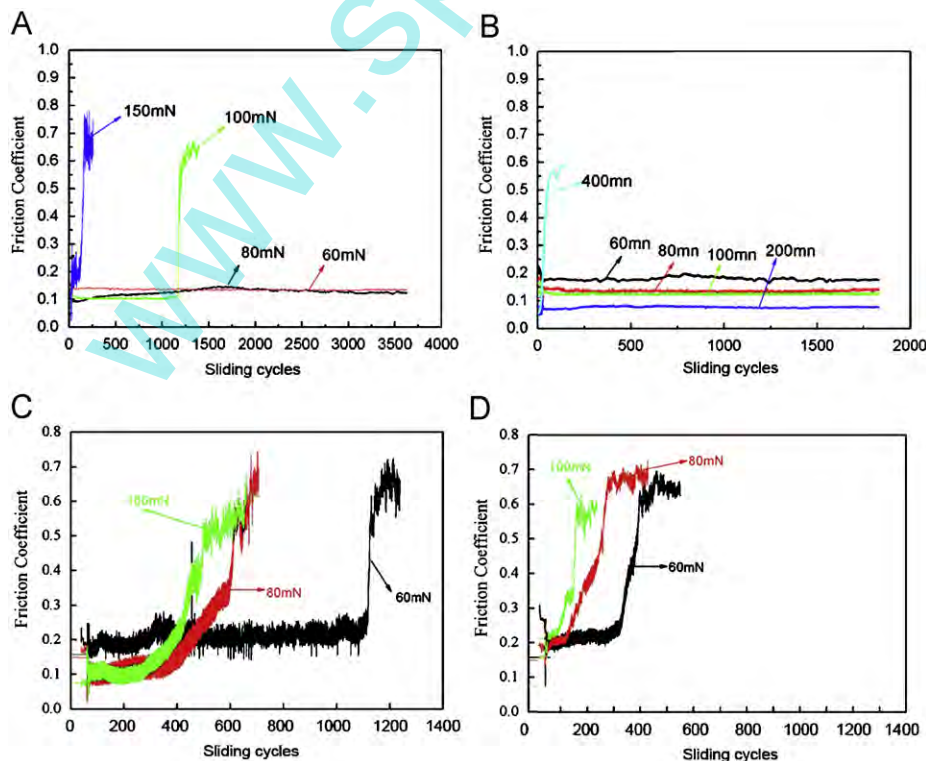 A
B
1.0
0.9
0.8
0.7
0.6
0.5
0.4
0.3
0.2
0.1
0.0
Friction Coefficient
150mN
100mN
80mN
60mN
0 500 1000 1500 2000 2500 3000 3500 4000
Sliding cycles
1.0
0.9
0.8
0.7
0.6
0.5
0.4
0.3
0.2
0.1
0.0
Friction Coefficient
400mn
60mn
80mn
100mn
200mn
0 500 1000 1500 2000
Sliding cycles
C
D
0.8
0.7
0.6
0.5
0.4
0.3
0.2
0.1
0.0
Friction Coefficient
80mN
60mN
0 200 400 600 800 1000 1200 1400
Sliding cycles
0.8
0.7
0.6
0.5
0.4
0.3
0.2
0.1
0.0
Friction Coefficient
100mN
80mN
60mN
0 200 400 600 800 1000 1200 1400
Sliding cycles
www.sp